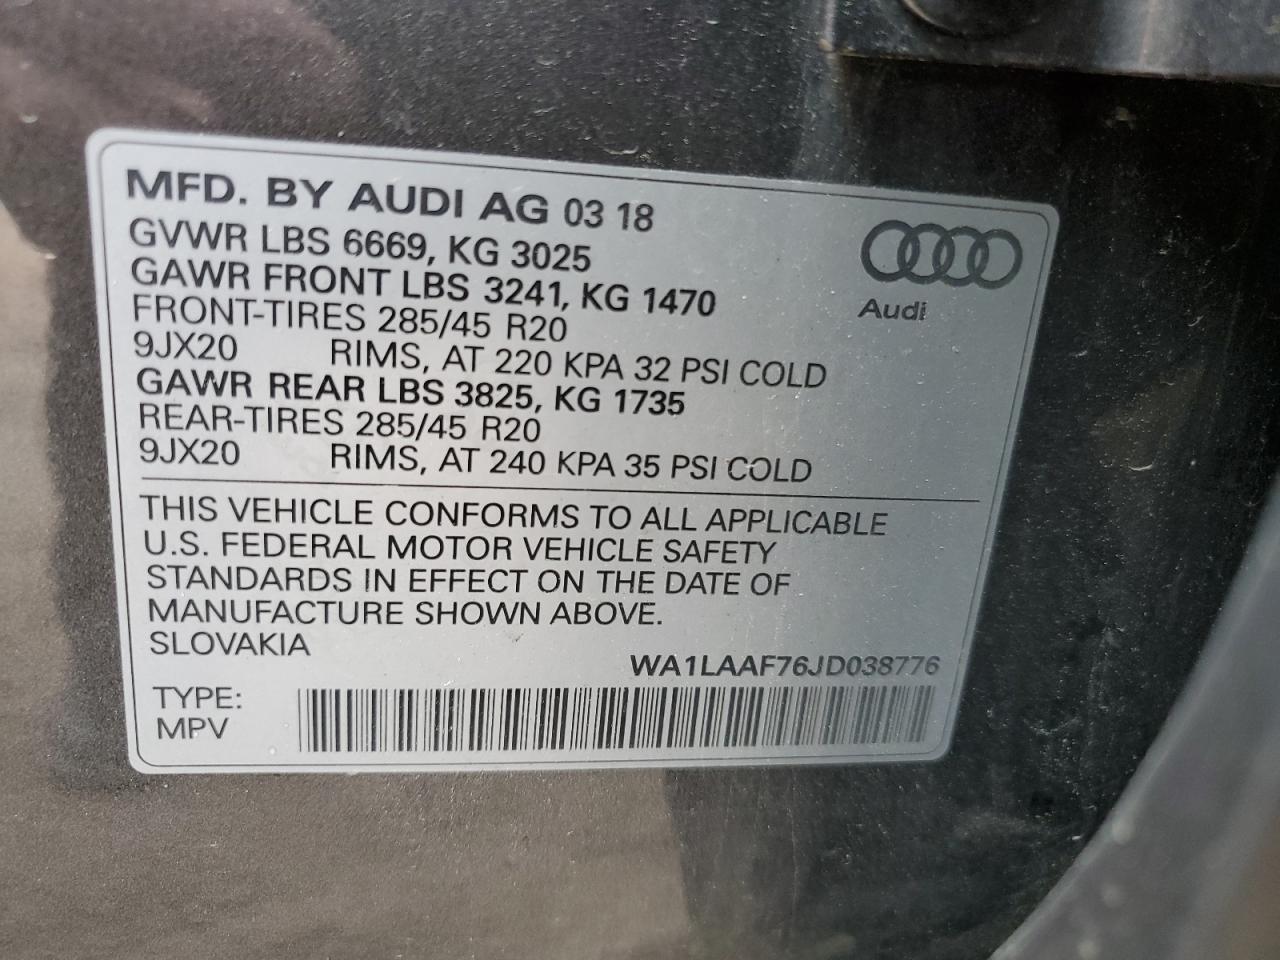 MFD. BY AUDI AG 03 18
GVWR LBS 6669, KG 3025
GAWR FRONT LBS 3241, KG 1470
FRONT-TIRES 285/45 R20
9JX20 RIMS, AT 220 KPA 32 PSI COLD
GAWR REAR LBS 3825, KG 1735
REAR-TIRES 285/45 R20
9JX20 RIMS, AT 240 KPA 35 PSI COLD
Audi
THIS VEHICLE CONFORMS TO ALL APPLICABLE
U.S. FEDERAL MOTOR VEHICLE SAFETY
STANDARDS IN EFFECT ON THE DATE OF
MANUFACTURE SHOWN ABOVE.
SLOVAKIA
WA1LAAF76JD038776
TYPE:
MPV